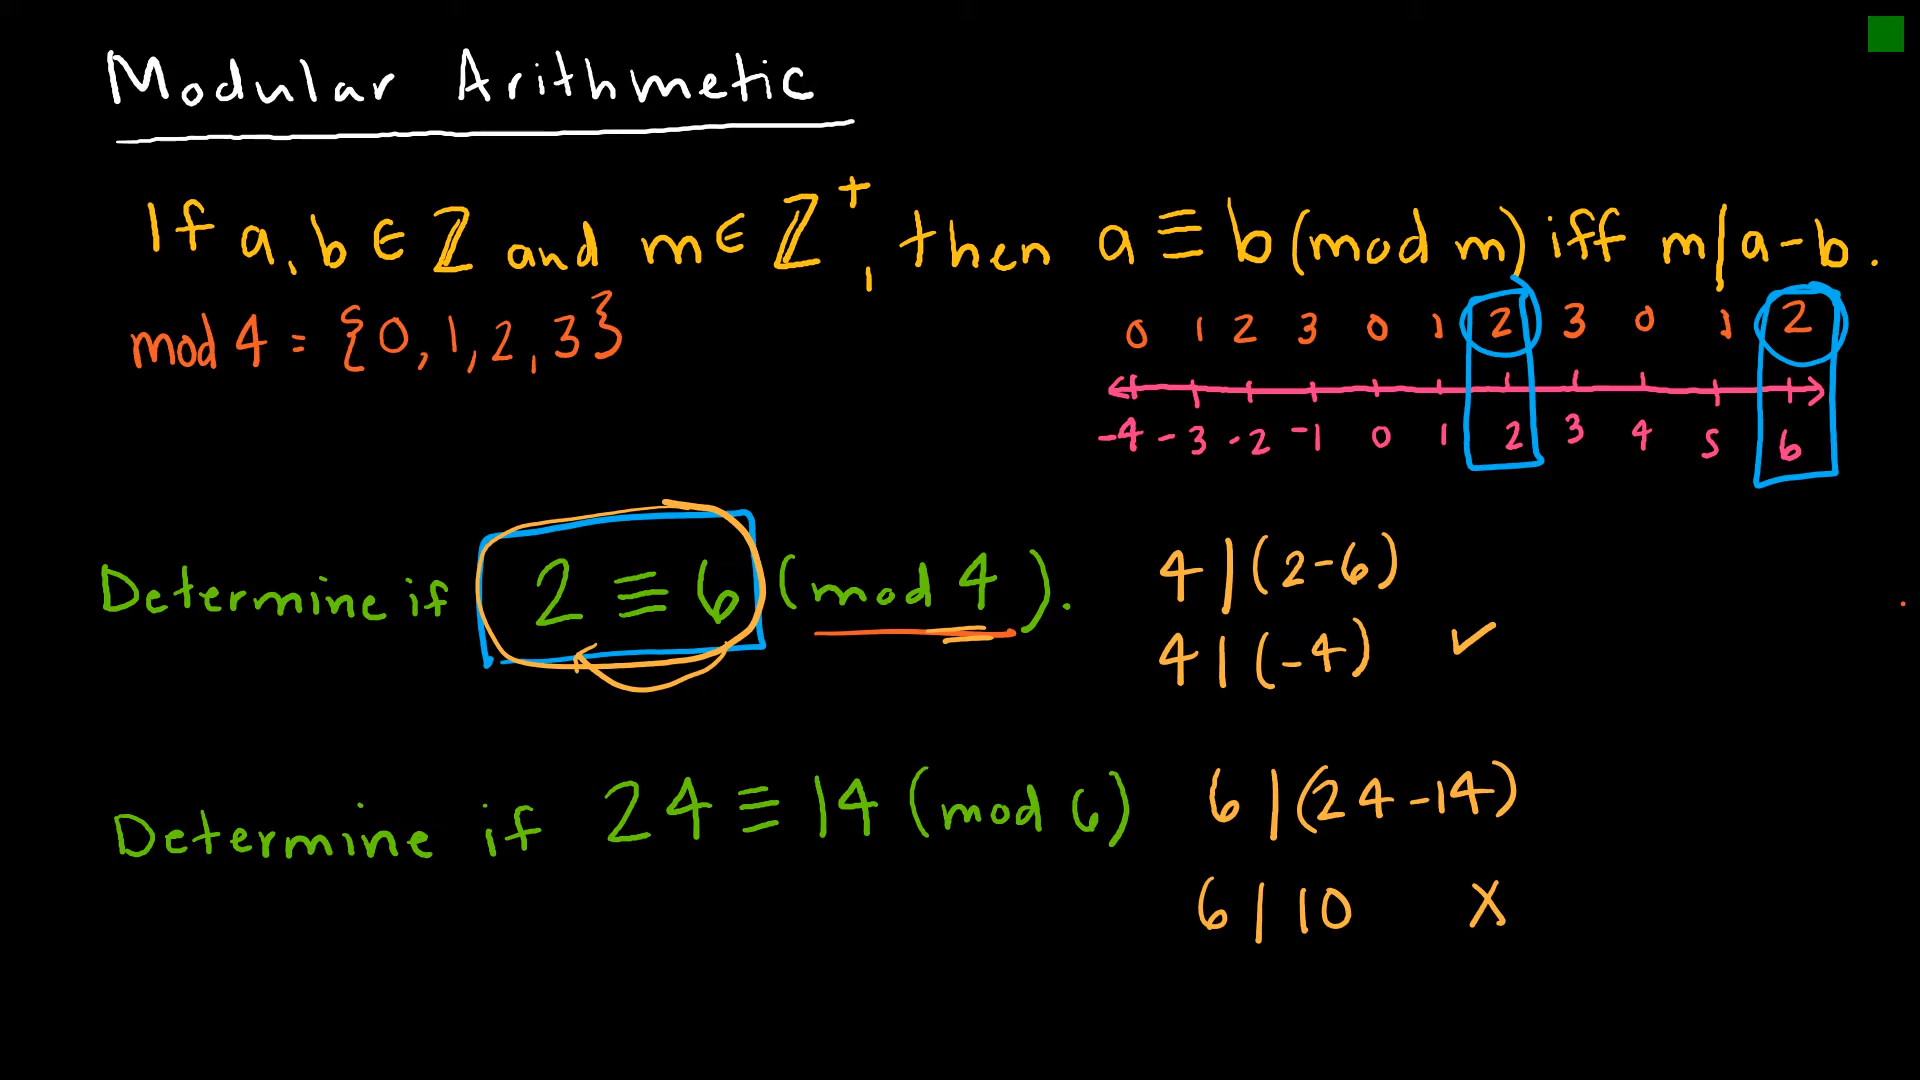 Modular Arithmetic
If a, b ∈ ℤ and m ∈ ℤ⁺, then a ≡ b (mod m) iff m|a-b.
mod 4 = {0, 1, 2, 3}
0 1 2 3 0 1 2 3 0 1 2
-4 -3 -2 -1 0 1 2 3 4 5 6
Determine if 2 ≡ 6 (mod 4).
4|(2-6)
4|(-4) ✓
Determine if 24 ≡ 14 (mod 6)
6|(24-14)
6|10 X